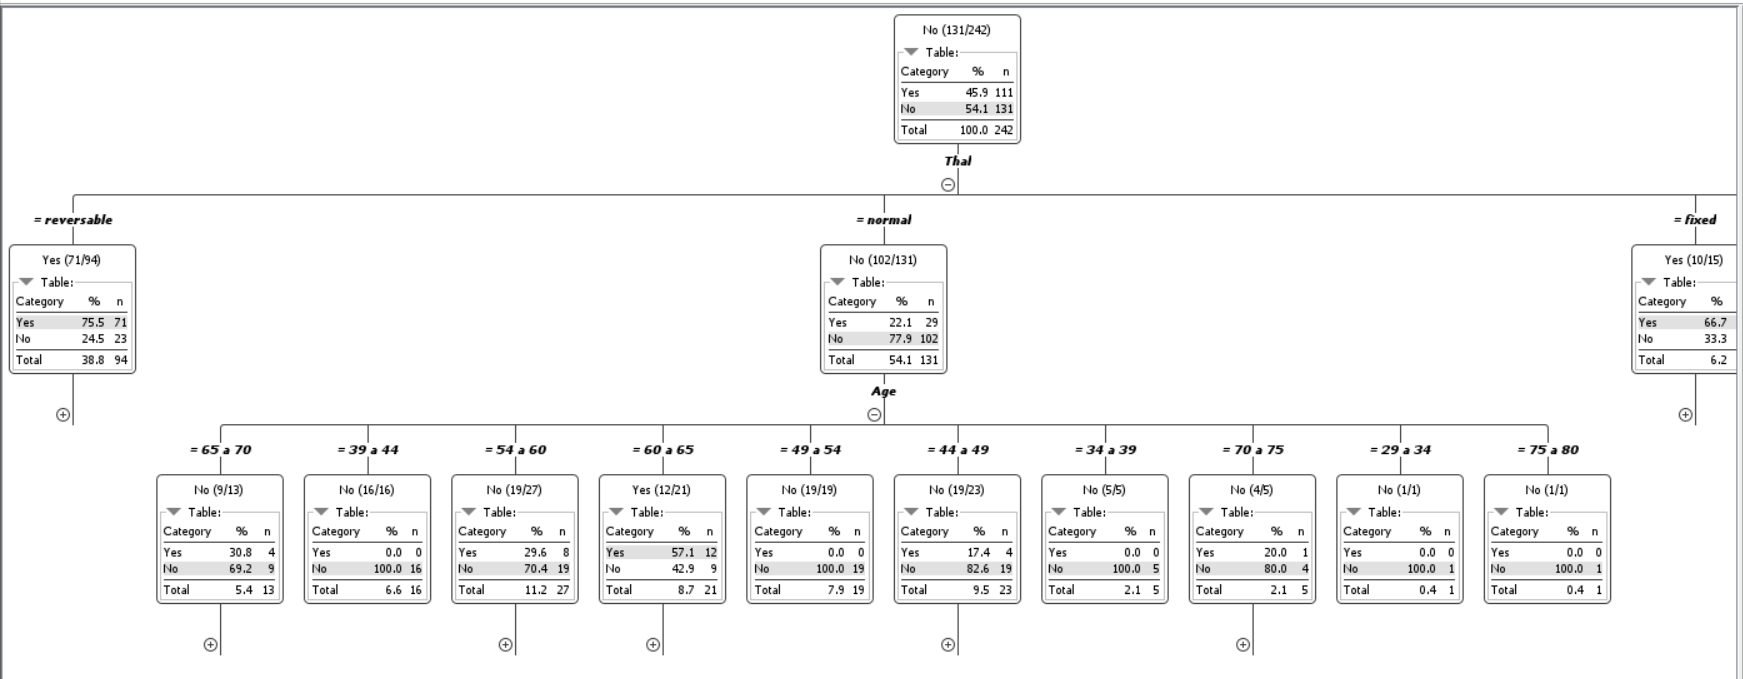 No (131/242)
Table:
Category % n
Yes 45.9 111
No 54.1 131
Total 100.0 242
Thal
= reversable
Yes (71/94)
Table:
Category % n
Yes 75.5 71
No 24.5 23
Total 38.8 94
= normal
No (102/131)
Table:
Category % n
Yes 22.1 29
No 77.9 102
Total 54.1 131
= fixed
Yes (10/15)
Table:
Category %
Yes 66.7
No 33.3
Total 6.2
Age
= 65 a 70
No (9/13)
Table:
Category % n
Yes 30.8 4
No 69.2 9
Total 5.4 13
= 39 a 44
No (16/16)
Table:
Category % n
Yes 0.0 0
No 100.0 16
Total 6.6 16
= 54 a 60
No (19/27)
Table:
Category % n
Yes 29.6 8
No 70.4 19
Total 11.2 27
= 60 a 65
Yes (12/21)
Table:
Category % n
Yes 57.1 12
No 42.9 9
Total 8.7 21
= 49 a 54
No (19/19)
Table:
Category % n
Yes 0.0 0
No 100.0 19
Total 7.9 19
= 44 a 49
No (19/23)
Table:
Category % n
Yes 17.4 4
No 82.6 19
Total 9.5 23
= 34 a 39
No (5/5)
Table:
Category % n
Yes 0.0 0
No 100.0 5
Total 2.1 5
= 70 a 75
No (4/5)
Table:
Category % n
Yes 20.0 1
No 80.0 4
Total 2.1 5
= 29 a 34
No (1/1)
Table:
Category % n
Yes 0.0 0
No 100.0 1
Total 0.4 1
= 75 a 80
No (1/1)
Table:
Category % n
Yes 0.0 0
No 100.0 1
Total 0.4 1